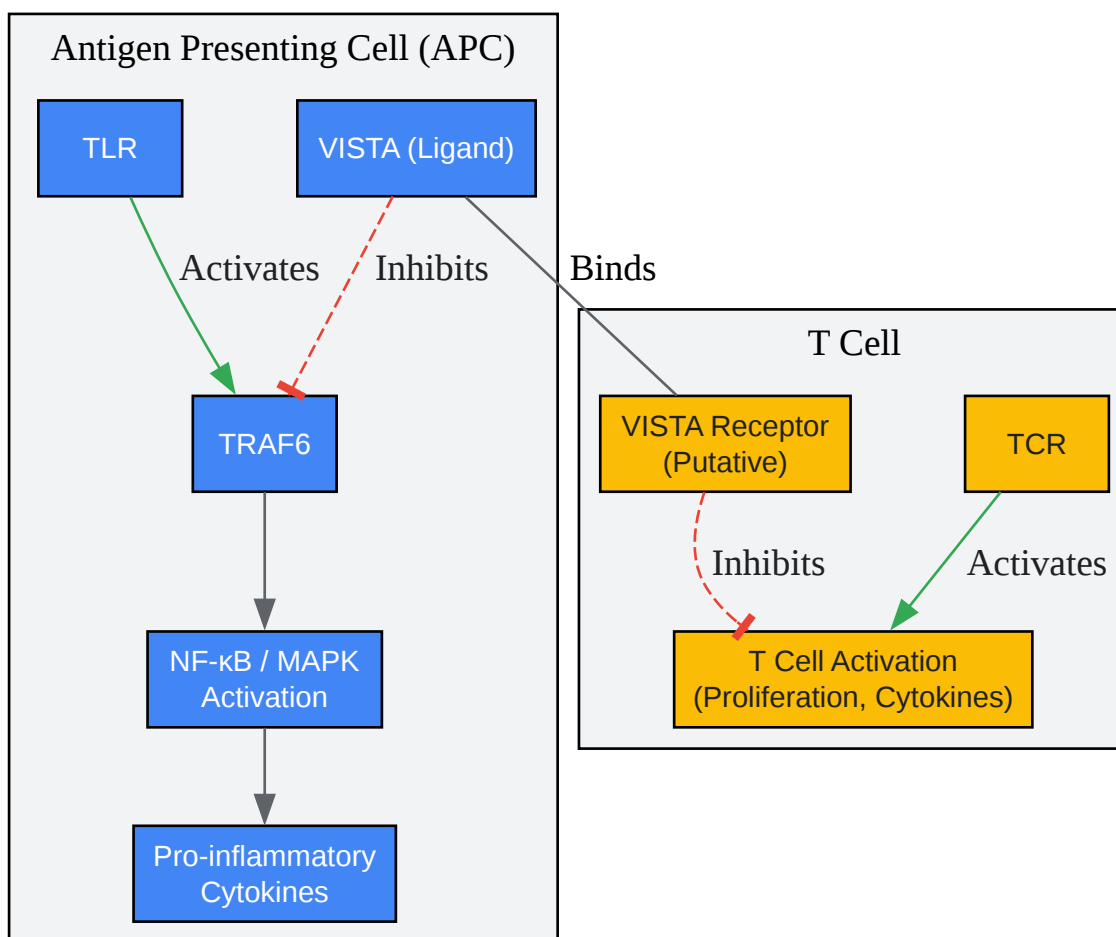 Antigen Presenting Cell (APC)
TLR
VISTA (Ligand)
Activates
Inhibits
Binds
TRAF6
NF-κB / MAPK
Activation
Pro-inflammatory
Cytokines
T Cell
VISTA Receptor
(Putative)
TCR
Inhibits
Activates
T Cell Activation
(Proliferation, Cytokines)